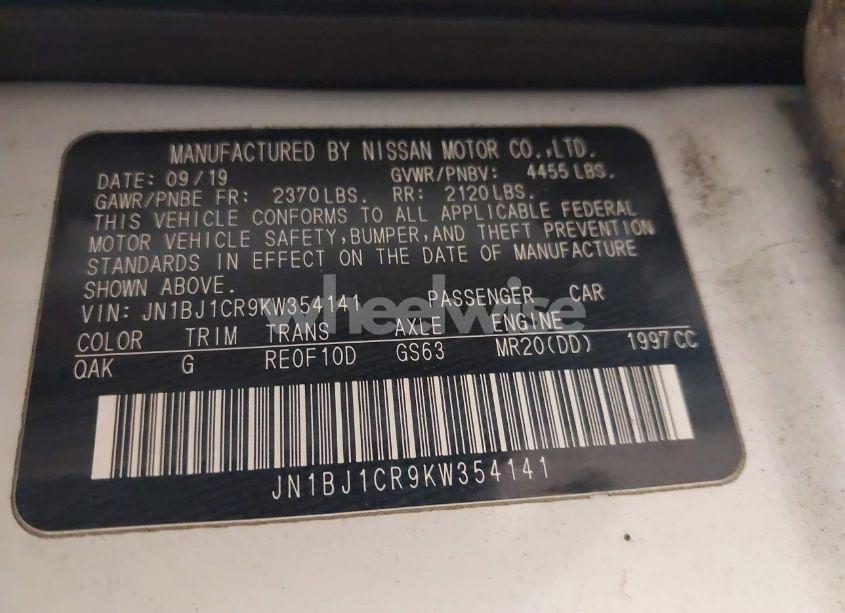 MANUFACTURED BY NISSAN MOTOR CO.,LTD.
DATE: 09/19 GVWR/PNBV: 4455 LBS.
GAWR/PNBE FR: 2370LBS. RR: 2120LBS.
THIS VEHICLE CONFORMS TO ALL APPLICABLE FEDERAL
MOTOR VEHICLE SAFETY,BUMPER,AND THEFT PREVENTION
STANDARDS IN EFFECT ON THE DATE OF MANUFACTURE
SHOWN ABOVE.
VIN: JN1BJ1CR9KW354141 PASSENGER CAR
wheelwise
COLOR TRIM TRANS AXLE ENGINE
QAK G RE0F10D GS63 MR20(DD) 1997CC
JN1BJ1CR9KW354141